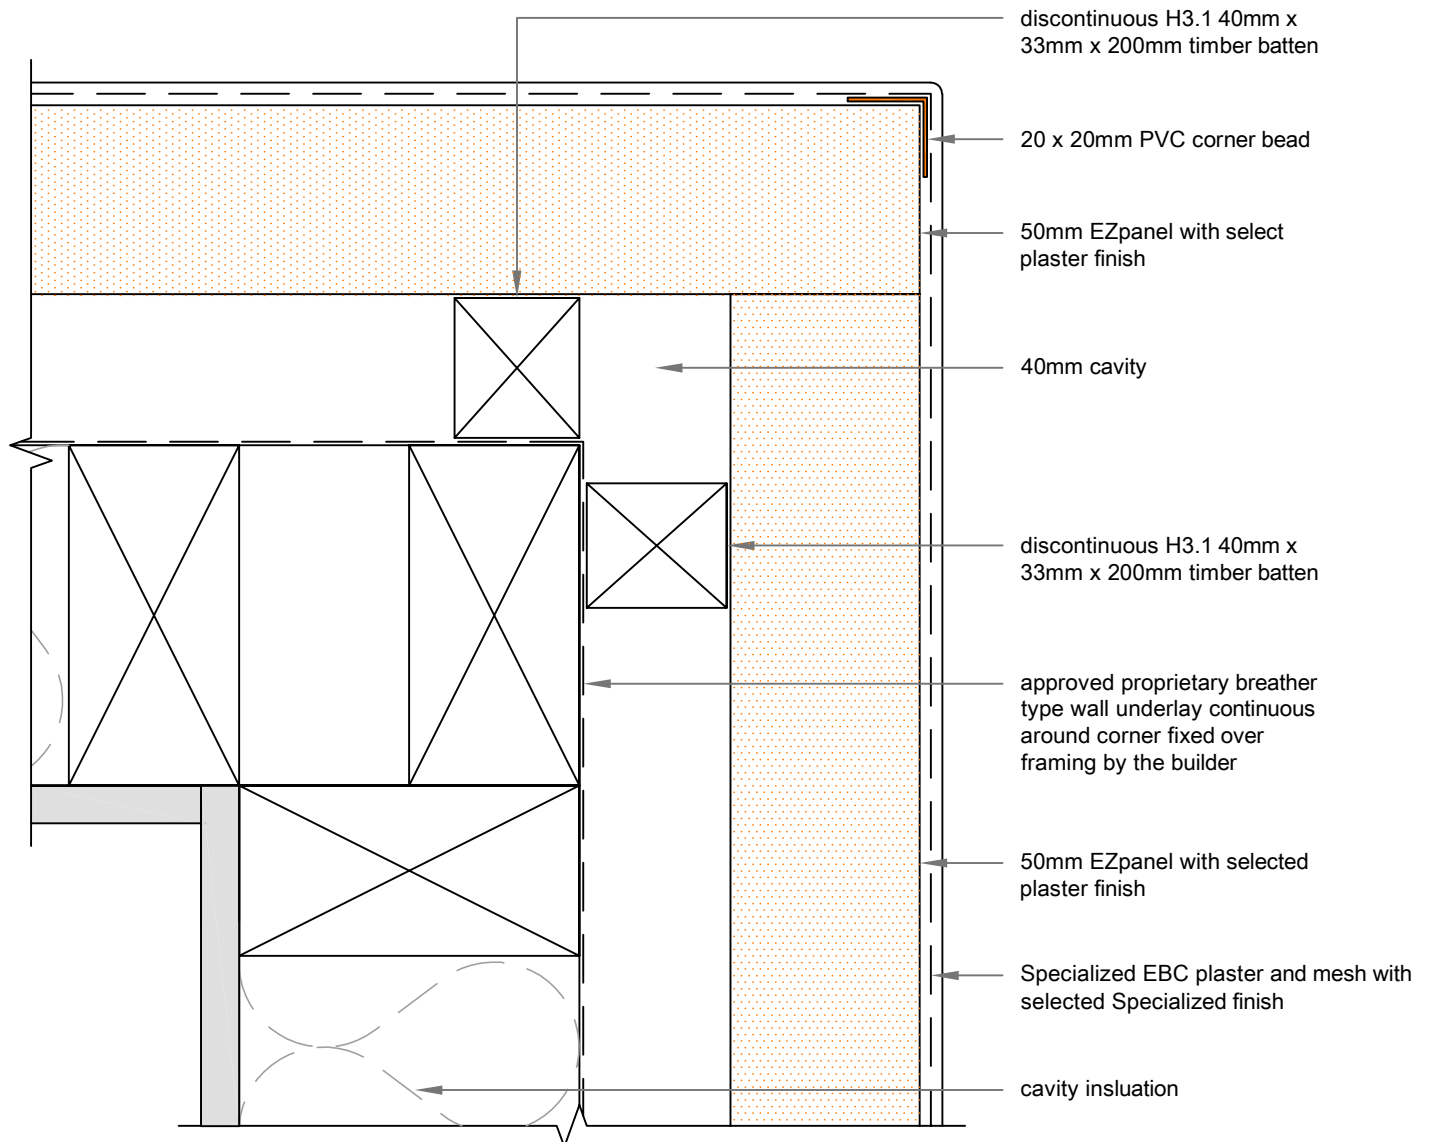 discontinuous H3.1 40mm x
33mm x 200mm timber batten
20 x 20mm PVC corner bead
50mm EZpanel with select
plaster finish
40mm cavity
discontinuous H3.1 40mm x
33mm x 200mm timber batten
approved proprietary breather
type wall underlay continuous
around corner fixed over
framing by the builder
50mm EZpanel with selected
plaster finish
Specialized EBC plaster and mesh with
selected Specialized finish
cavity insluation